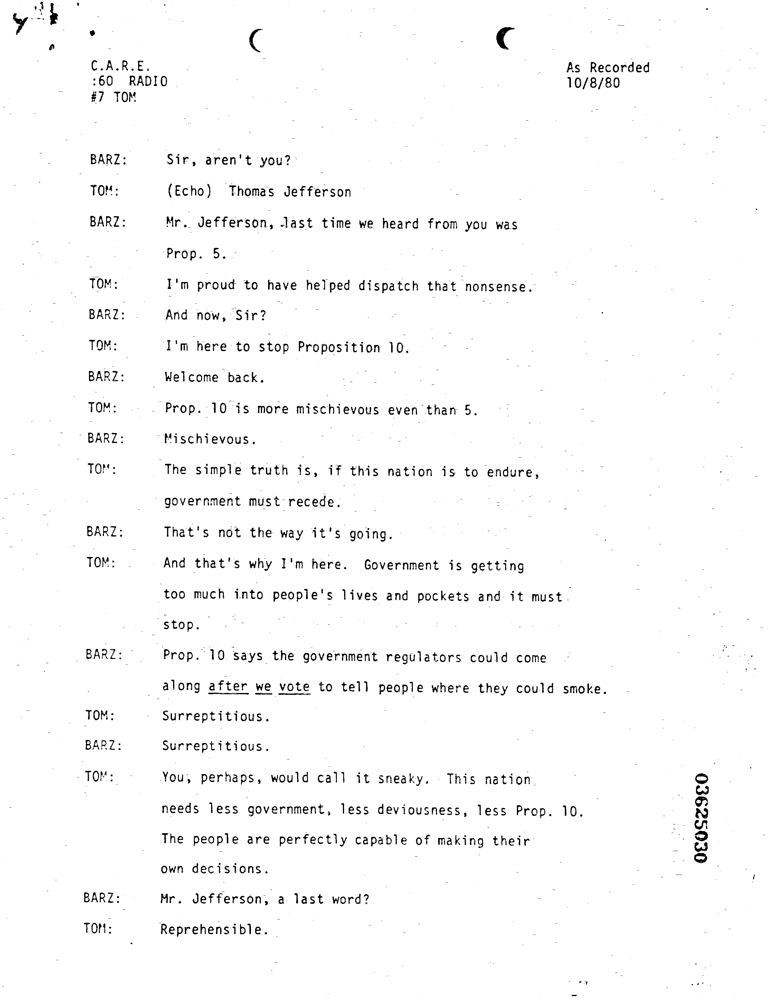 C.A.R.E. As Recorded
:60 RADIO 10/8/80
#7 TOM
BARZ: Sir, aren't you?
TOM: (Echo) Thomas Jefferson
BARZ: Mr. Jefferson, last time we heard from you was
Prop. 5.
TOM: I'm proud to have helped dispatch that nonsense.
BARZ: And now, Sir?
TOM: I'm here to stop Proposition 10.
BARZ: Welcome back.
TOM: Prop. 10 is more mischievous even than 5.
BARZ: Mischievous.
TOM: The simple truth is, if this nation is to endure,
government must recede.
BARZ: That's not the way it's going.
TOM: And that's why I'm here. Government is getting
too much into people's lives and pockets and it must
stop.
BARZ: Prop. 10 says the government regulators could come
along after we vote to tell people where they could smoke.
TOM: Surreptitious.
BARZ: Surreptitious.
TOM: You, perhaps, would call it sneaky. This nation
needs less government, less deviousness, less Prop. 10.
The people are perfectly capable of making their
own decisions.
BARZ: Mr. Jefferson, a last word?
TOM: Reprehensible.
03625030